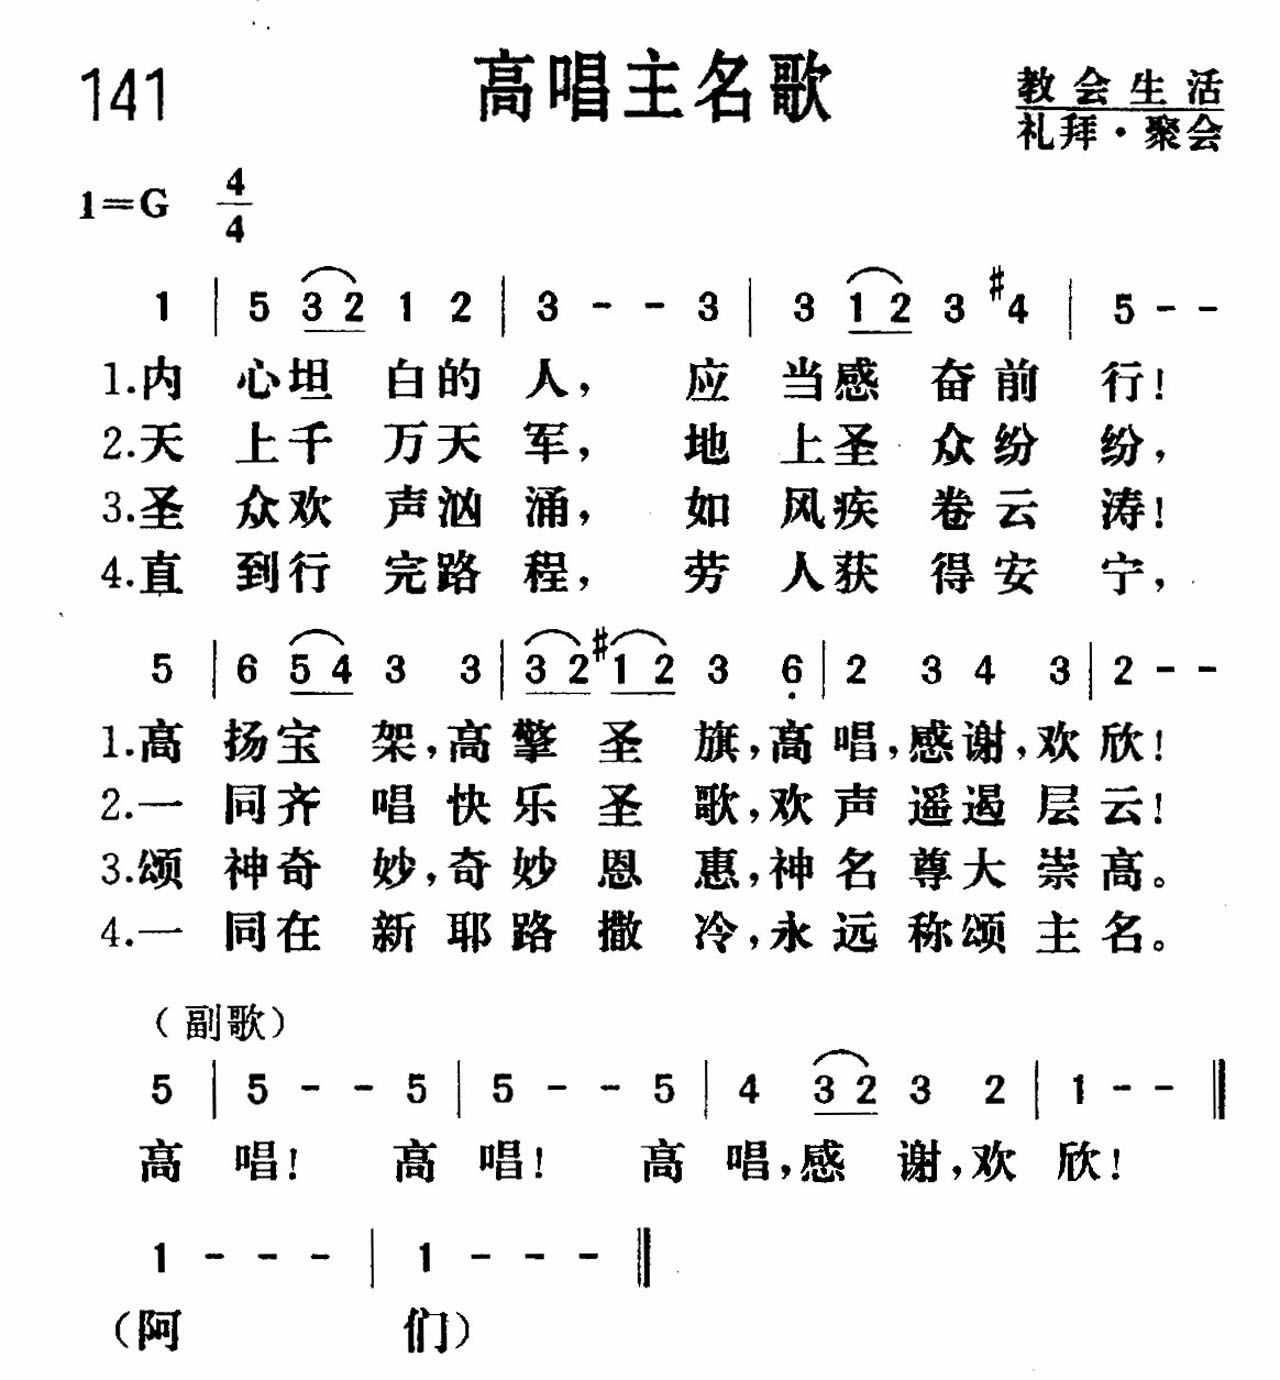 141
高唱主名歌
教会生活
礼拜·聚会
1=G 4/4
1 | 5 3 2 1 2 | 3 - - 3 | 3 1 2 3 #4 | 5 - -
1.内心坦白的人，应当感奋前行！
2.天上千万天军，地上圣众纷纷，
3.圣众欢声汹涌，如风疾卷云涛！
4.直到行完路程，劳人获得安宁，
5 | 6 5 4 3 3 | 3 2 #1 2 3 6̣ | 2 3 4 3 | 2 - -
1.高扬宝架，高擎圣旗，高唱，感谢，欢欣！
2.一同齐唱快乐圣歌，欢声遥遏层云！
3.颂神奇妙，奇妙恩惠，神名尊大崇高。
4.一同在新耶路撒冷，永远称颂主名。
（副歌）
5 | 5 - - 5 | 5 - - 5 | 4 3 2 3 2 | 1 - - ‖
高唱！高唱！高唱，感谢，欢欣！
1 - - - | 1 - - - ‖
（阿们）